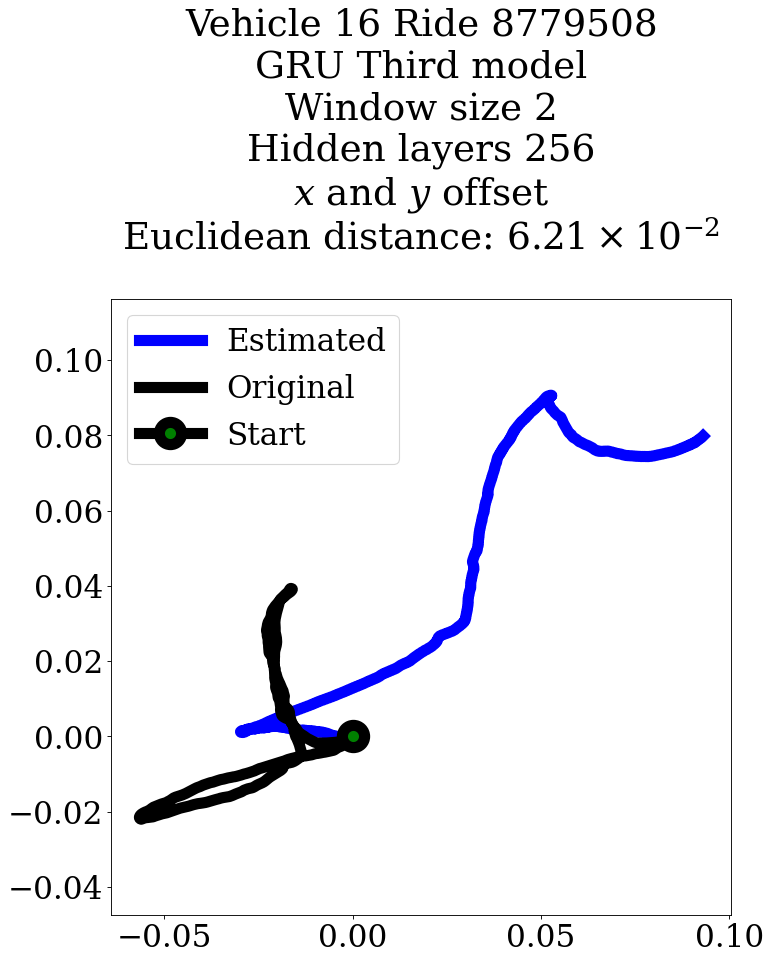 Vehicle 16 Ride 8779508
GRU Third model
Window size 2
Hidden layers 256
x and y offset
Euclidean distance: 6.21 × 10⁻²
Estimated
Original
Start
0.10
0.08
0.06
0.04
0.02
0.00
−0.02
−0.04
−0.05 0.00 0.05 0.10